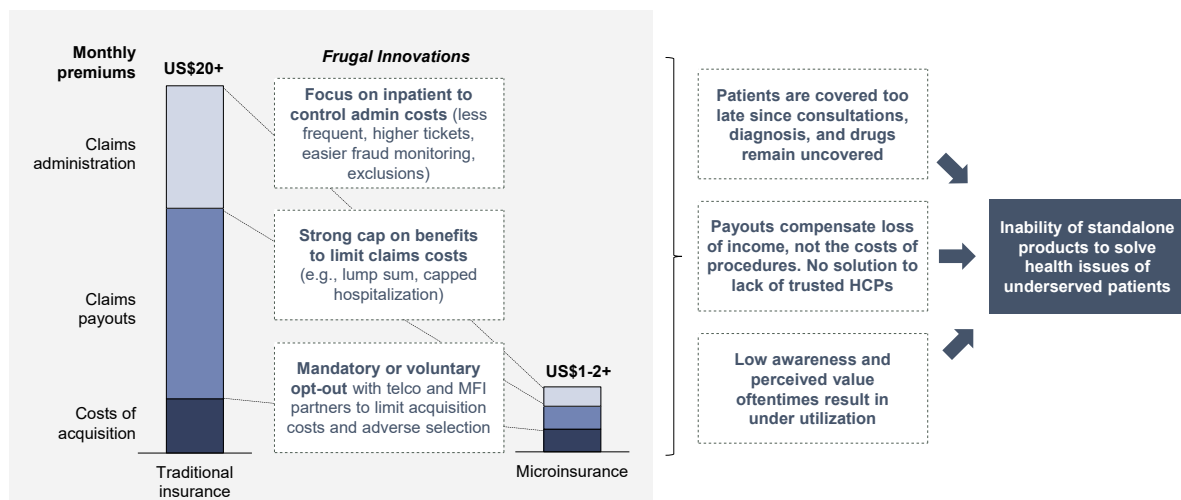 Monthly
premiums
US$20+
Claims
administration
Claims
payouts
Costs of
acquisition
Traditional
insurance
Frugal Innovations
Focus on inpatient to
control admin costs (less
frequent, higher tickets,
easier fraud monitoring,
exclusions)
Strong cap on benefits
to limit claims costs
(e.g., lump sum, capped
hospitalization)
Mandatory or voluntary
opt-out with telco and MFI
partners to limit acquisition
costs and adverse selection
US$1-2+
Microinsurance
Patients are covered too
late since consultations,
diagnosis, and drugs
remain uncovered
Payouts compensate loss
of income, not the costs of
procedures. No solution to
lack of trusted HCPs
Low awareness and
perceived value
oftentimes result in
under utilization
Inability of standalone
products to solve
health issues of
underserved patients